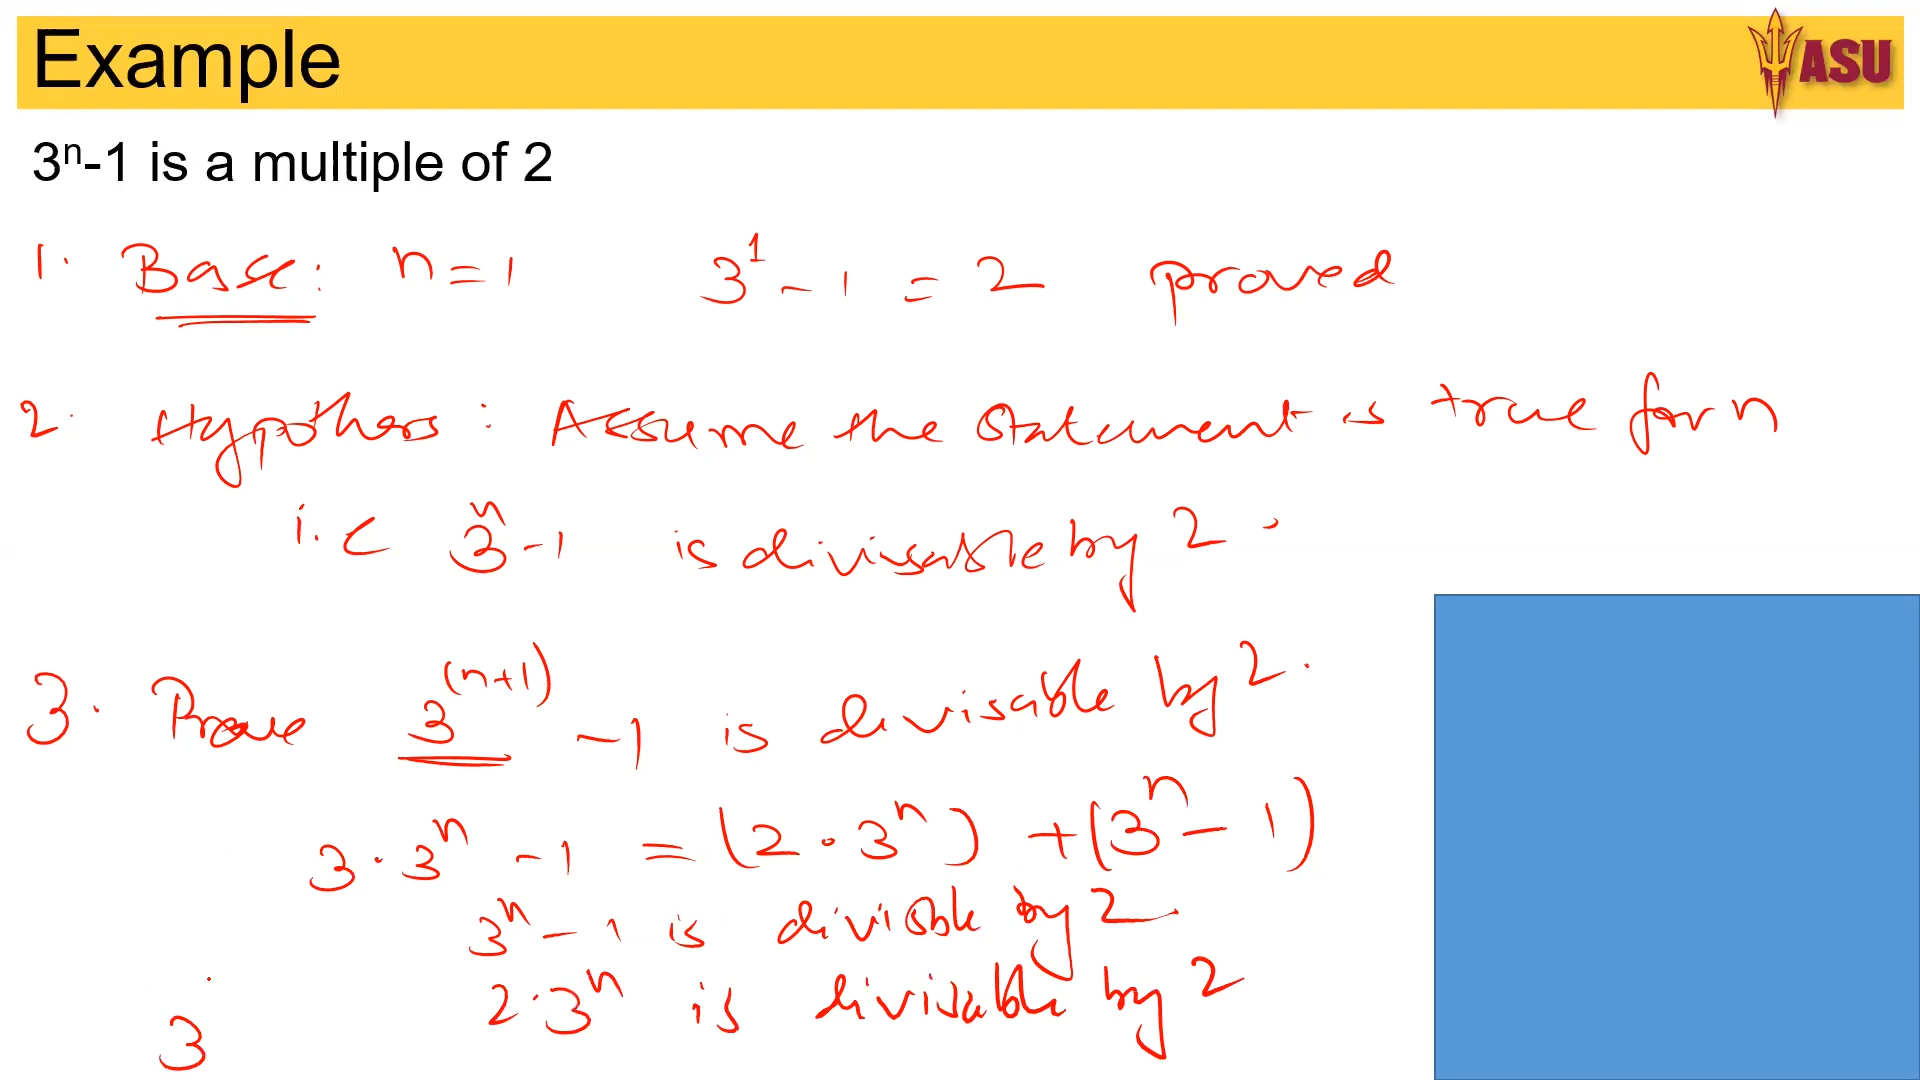 Example
ASU
3ⁿ-1 is a multiple of 2
1. Base: n=1 3¹-1 = 2 proved
2. Hypothers: Assume the statement is true for n
i.e 3ⁿ-1 is divisable by 2.
3. Prove 3⁽ⁿ⁺¹⁾ -1 is divisable by 2.
3·3ⁿ -1 = (2·3ⁿ) +(3ⁿ-1)
3ⁿ-1 is divisble by 2
2·3ⁿ is divisable by 2
3